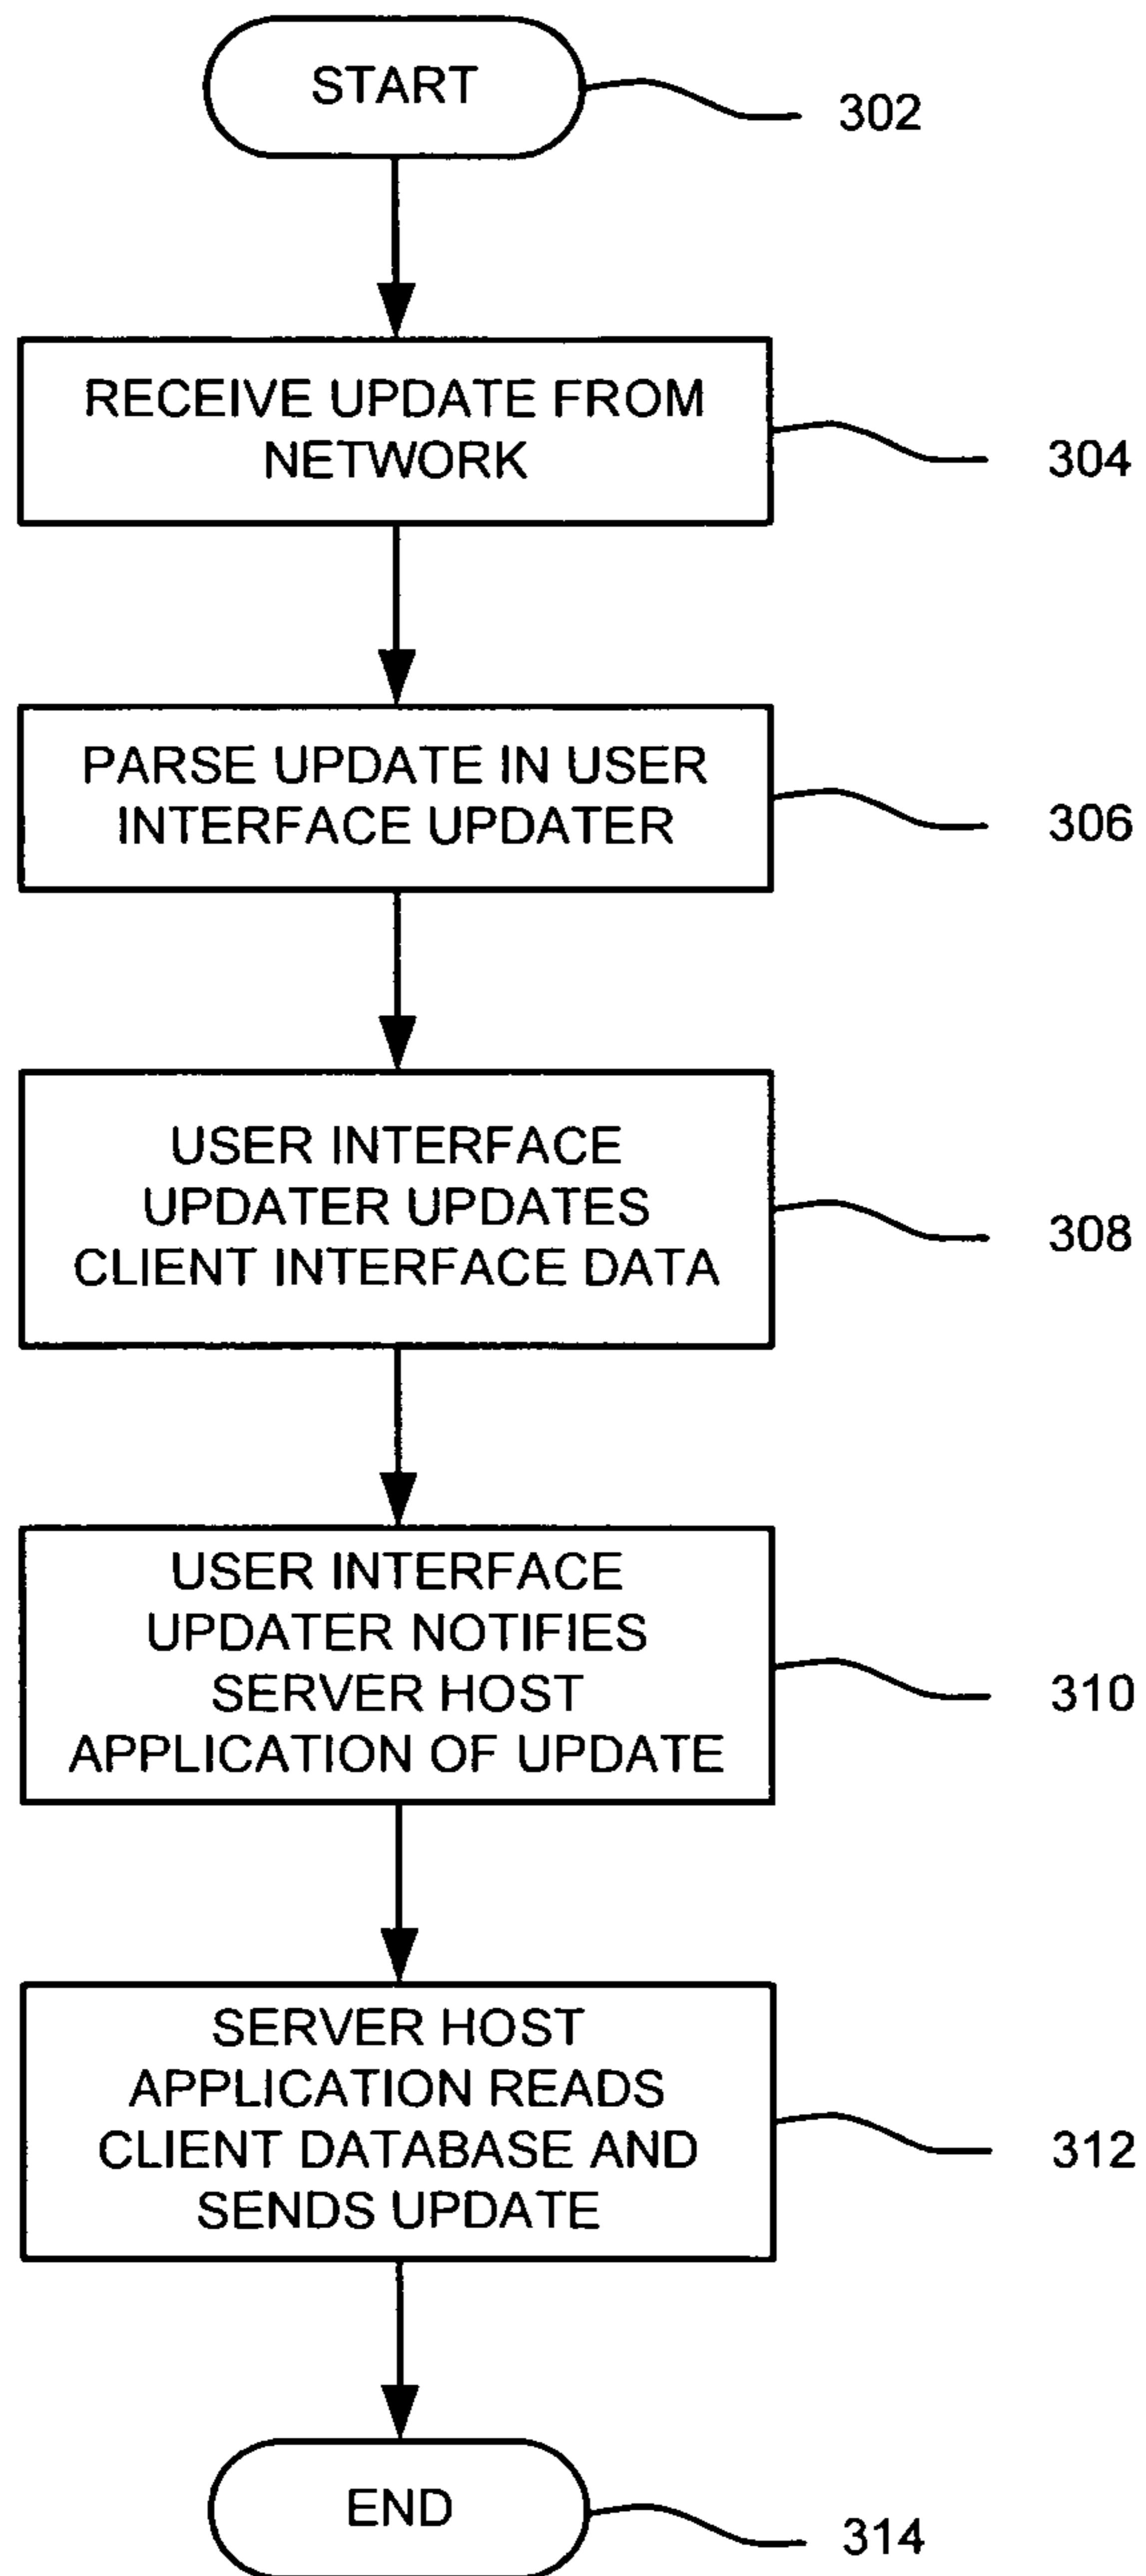 START
302
RECEIVE UPDATE FROM
NETWORK
304
PARSE UPDATE IN USER
INTERFACE UPDATER
306
USER INTERFACE
UPDATER UPDATES
CLIENT INTERFACE DATA
308
USER INTERFACE
UPDATER NOTIFIES
SERVER HOST
APPLICATION OF UPDATE
310
SERVER HOST
APPLICATION READS
CLIENT DATABASE AND
SENDS UPDATE
312
END
314